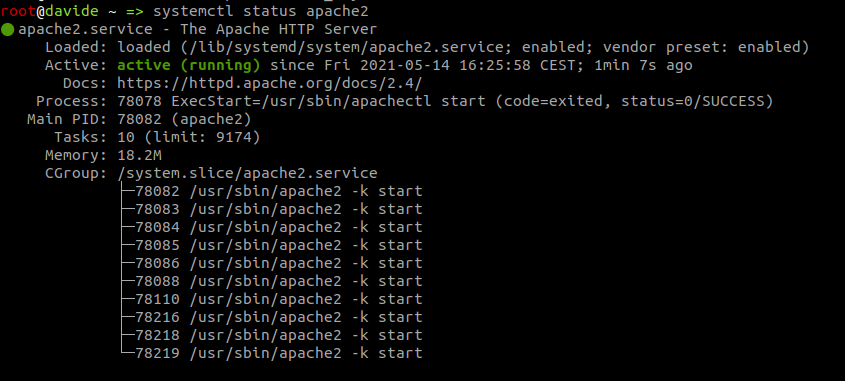 root@davide ~ => systemctl status apache2
● apache2.service - The Apache HTTP Server
     Loaded: loaded (/lib/systemd/system/apache2.service; enabled; vendor preset: enabled)
     Active: active (running) since Fri 2021-05-14 16:25:58 CEST; 1min 7s ago
       Docs: https://httpd.apache.org/docs/2.4/
    Process: 78078 ExecStart=/usr/sbin/apachectl start (code=exited, status=0/SUCCESS)
   Main PID: 78082 (apache2)
      Tasks: 10 (limit: 9174)
     Memory: 18.2M
     CGroup: /system.slice/apache2.service
             ├─78082 /usr/sbin/apache2 -k start
             ├─78083 /usr/sbin/apache2 -k start
             ├─78084 /usr/sbin/apache2 -k start
             ├─78085 /usr/sbin/apache2 -k start
             ├─78086 /usr/sbin/apache2 -k start
             ├─78088 /usr/sbin/apache2 -k start
             ├─78110 /usr/sbin/apache2 -k start
             ├─78216 /usr/sbin/apache2 -k start
             ├─78218 /usr/sbin/apache2 -k start
             └─78219 /usr/sbin/apache2 -k start